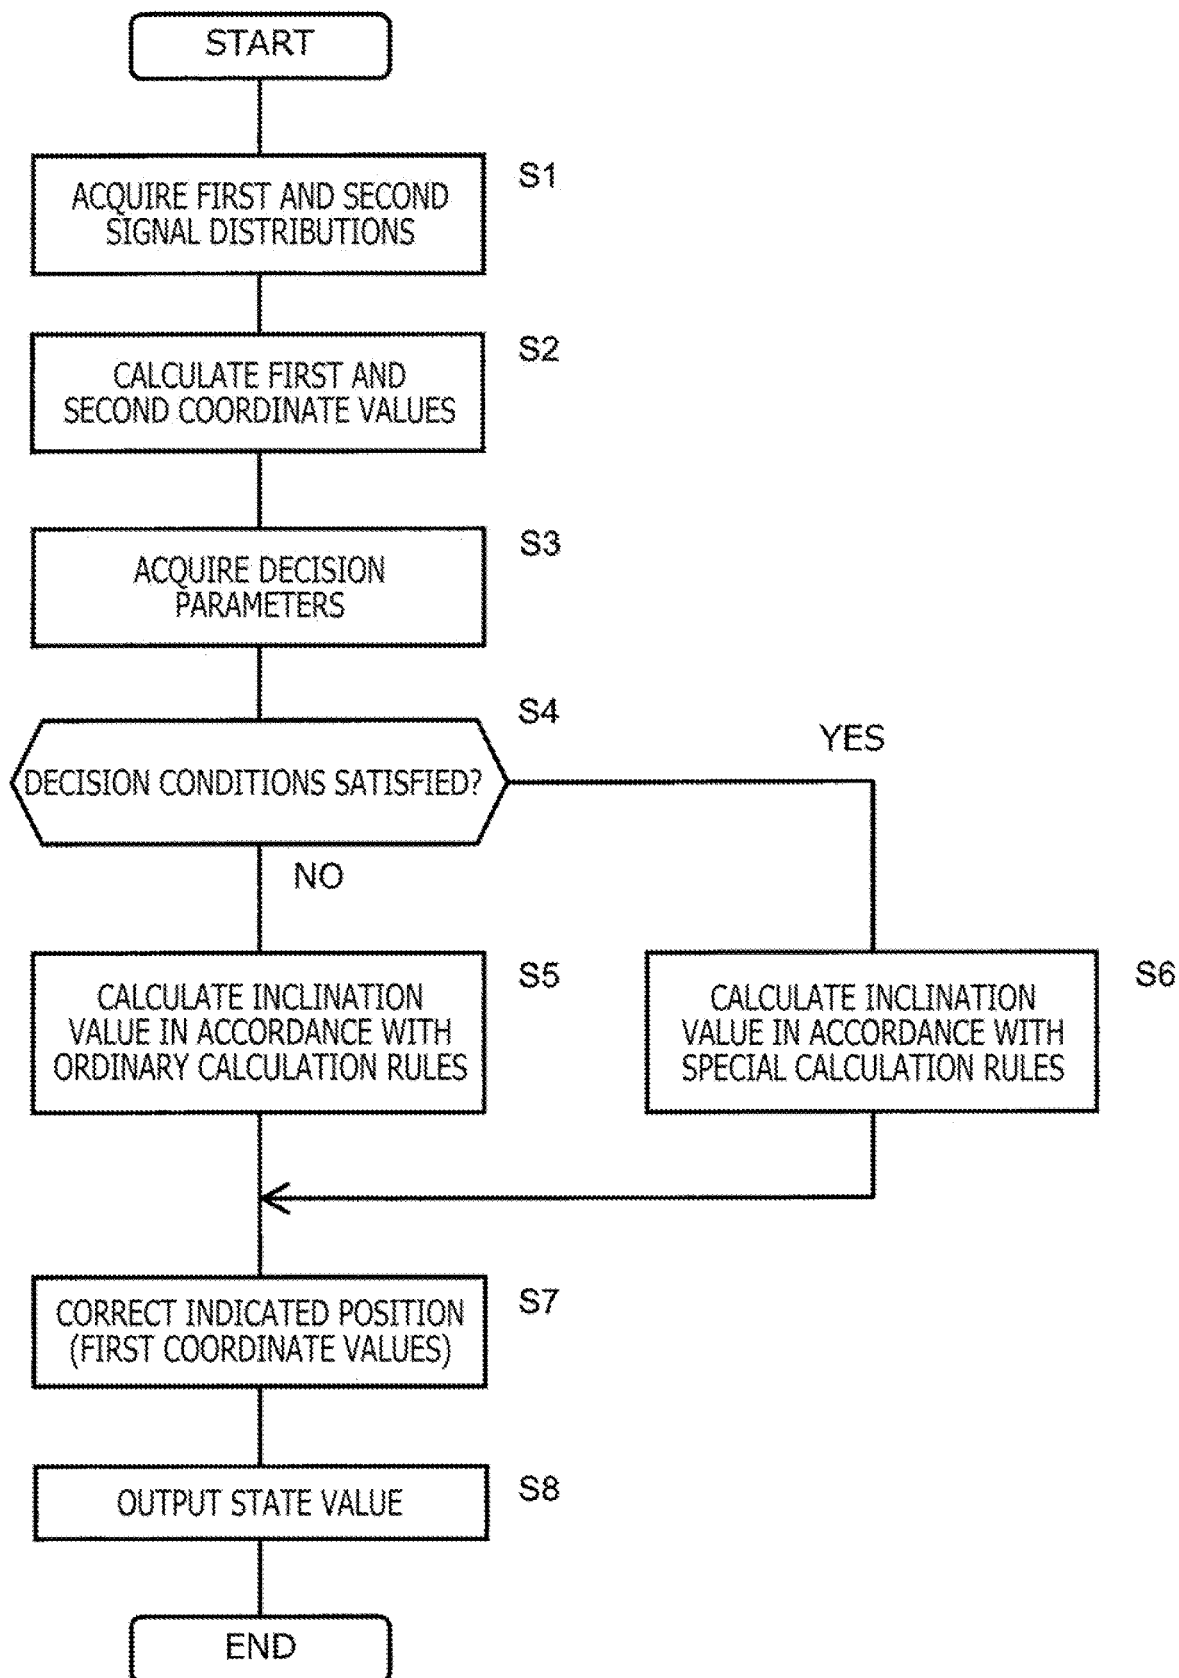 START
S1
ACQUIRE FIRST AND SECOND
SIGNAL DISTRIBUTIONS
S2
CALCULATE FIRST AND
SECOND COORDINATE VALUES
S3
ACQUIRE DECISION
PARAMETERS
S4
DECISION CONDITIONS SATISFIED?
YES
NO
S5
CALCULATE INCLINATION
VALUE IN ACCORDANCE WITH
ORDINARY CALCULATION RULES
S6
CALCULATE INCLINATION
VALUE IN ACCORDANCE WITH
SPECIAL CALCULATION RULES
S7
CORRECT INDICATED POSITION
(FIRST COORDINATE VALUES)
S8
OUTPUT STATE VALUE
END